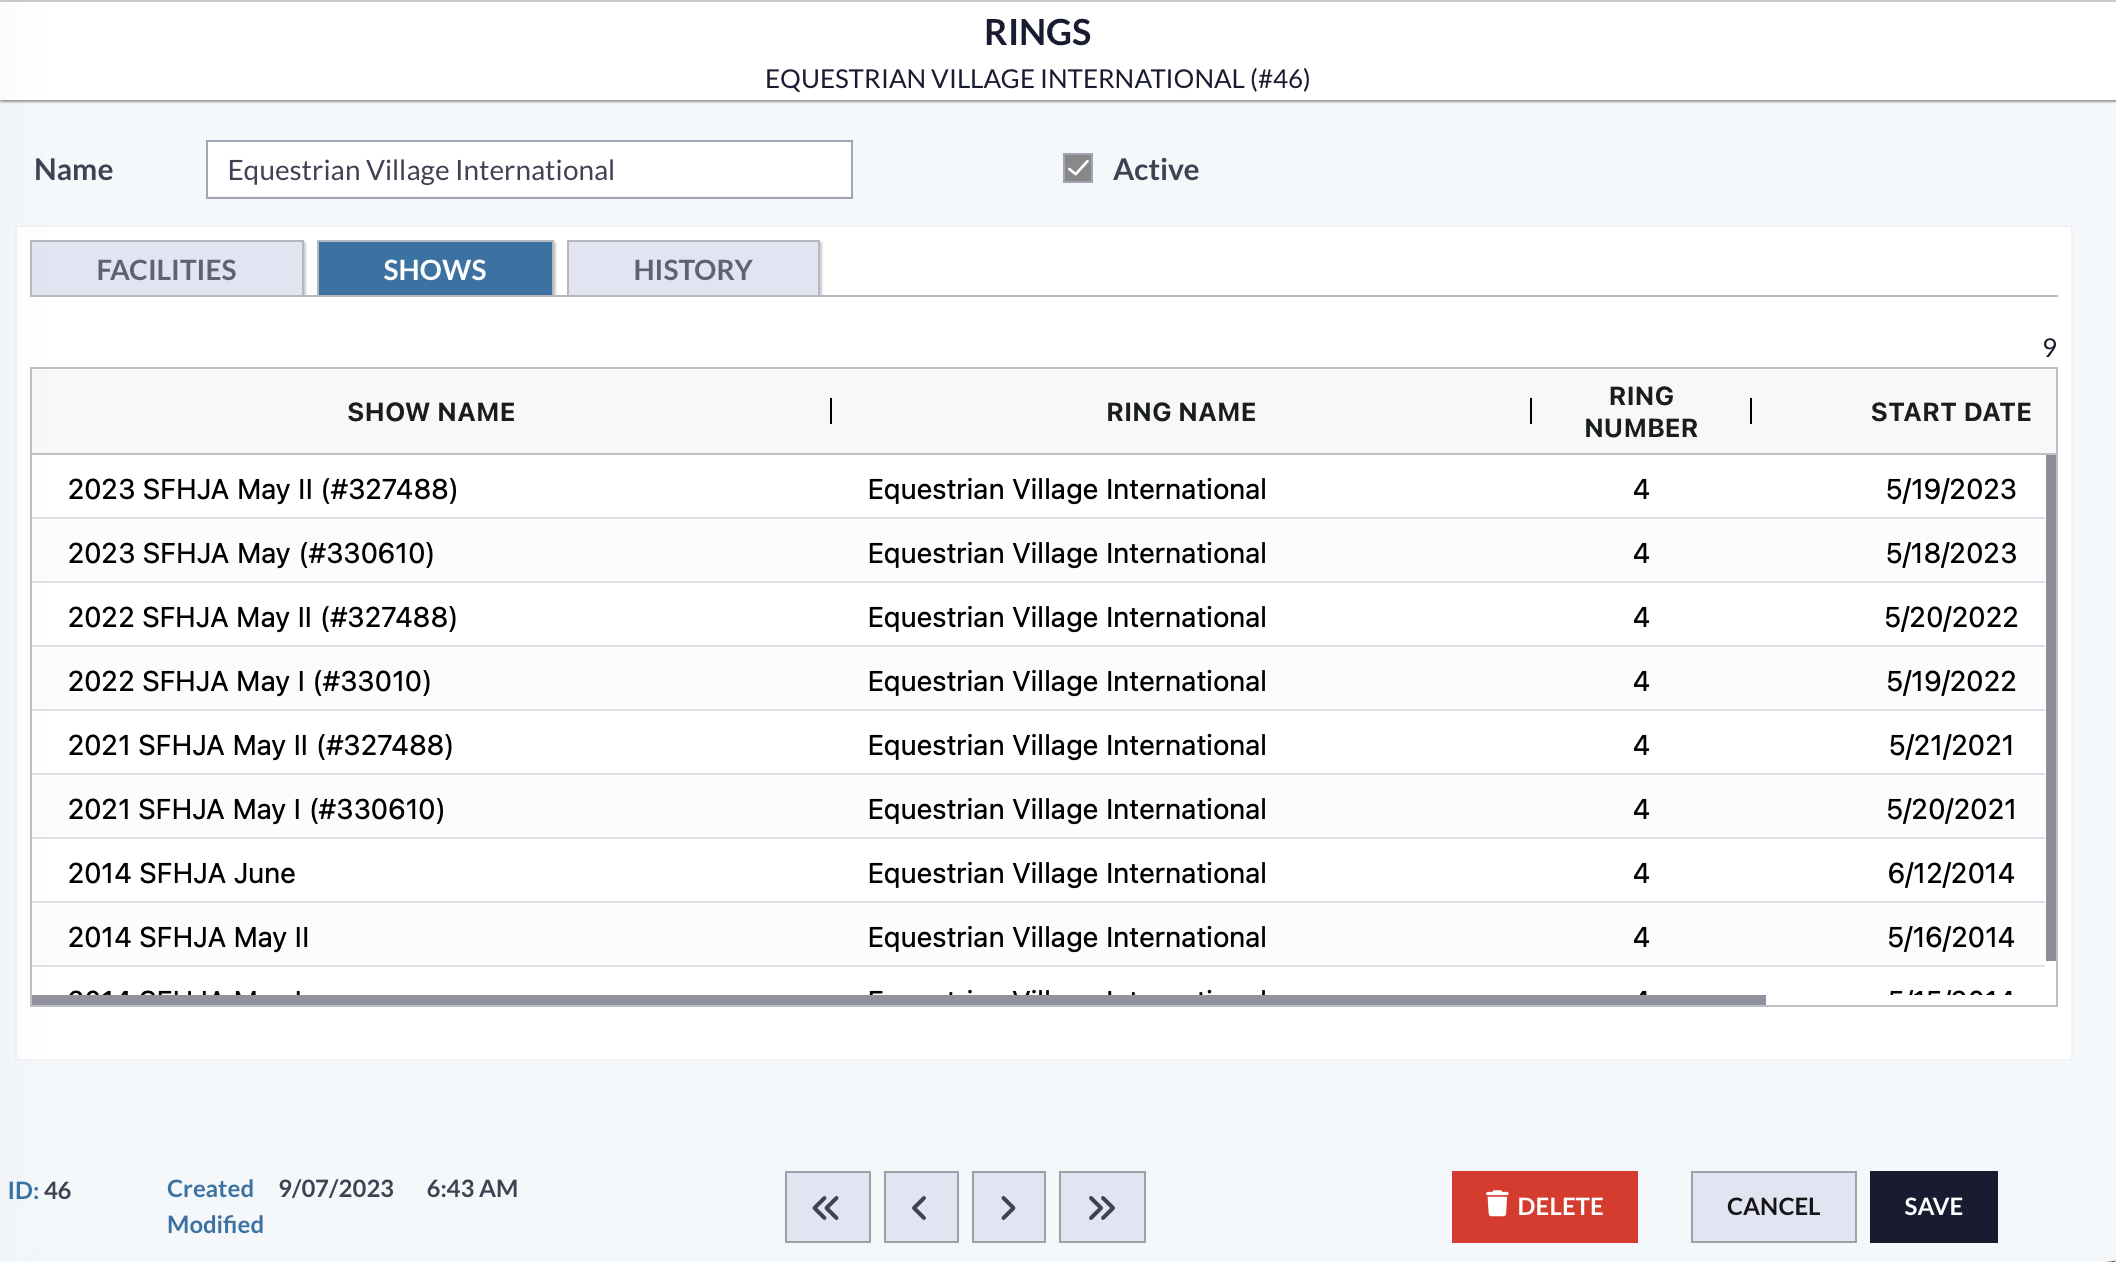 RINGS
EQUESTRIAN VILLAGE INTERNATIONAL (#46)
Name Equestrian Village International Active
FACILITIES SHOWS HISTORY
9
SHOW NAME RING NAME RING NUMBER START DATE
2023 SFHJA May II (#327488) Equestrian Village International 4 5/19/2023
2023 SFHJA May (#330610) Equestrian Village International 4 5/18/2023
2022 SFHJA May II (#327488) Equestrian Village International 4 5/20/2022
2022 SFHJA May I (#33010) Equestrian Village International 4 5/19/2022
2021 SFHJA May II (#327488) Equestrian Village International 4 5/21/2021
2021 SFHJA May I (#330610) Equestrian Village International 4 5/20/2021
2014 SFHJA June Equestrian Village International 4 6/12/2014
2014 SFHJA May II Equestrian Village International 4 5/16/2014
ID: 46 Created 9/07/2023 6:43 AM
Modified
DELETE CANCEL SAVE